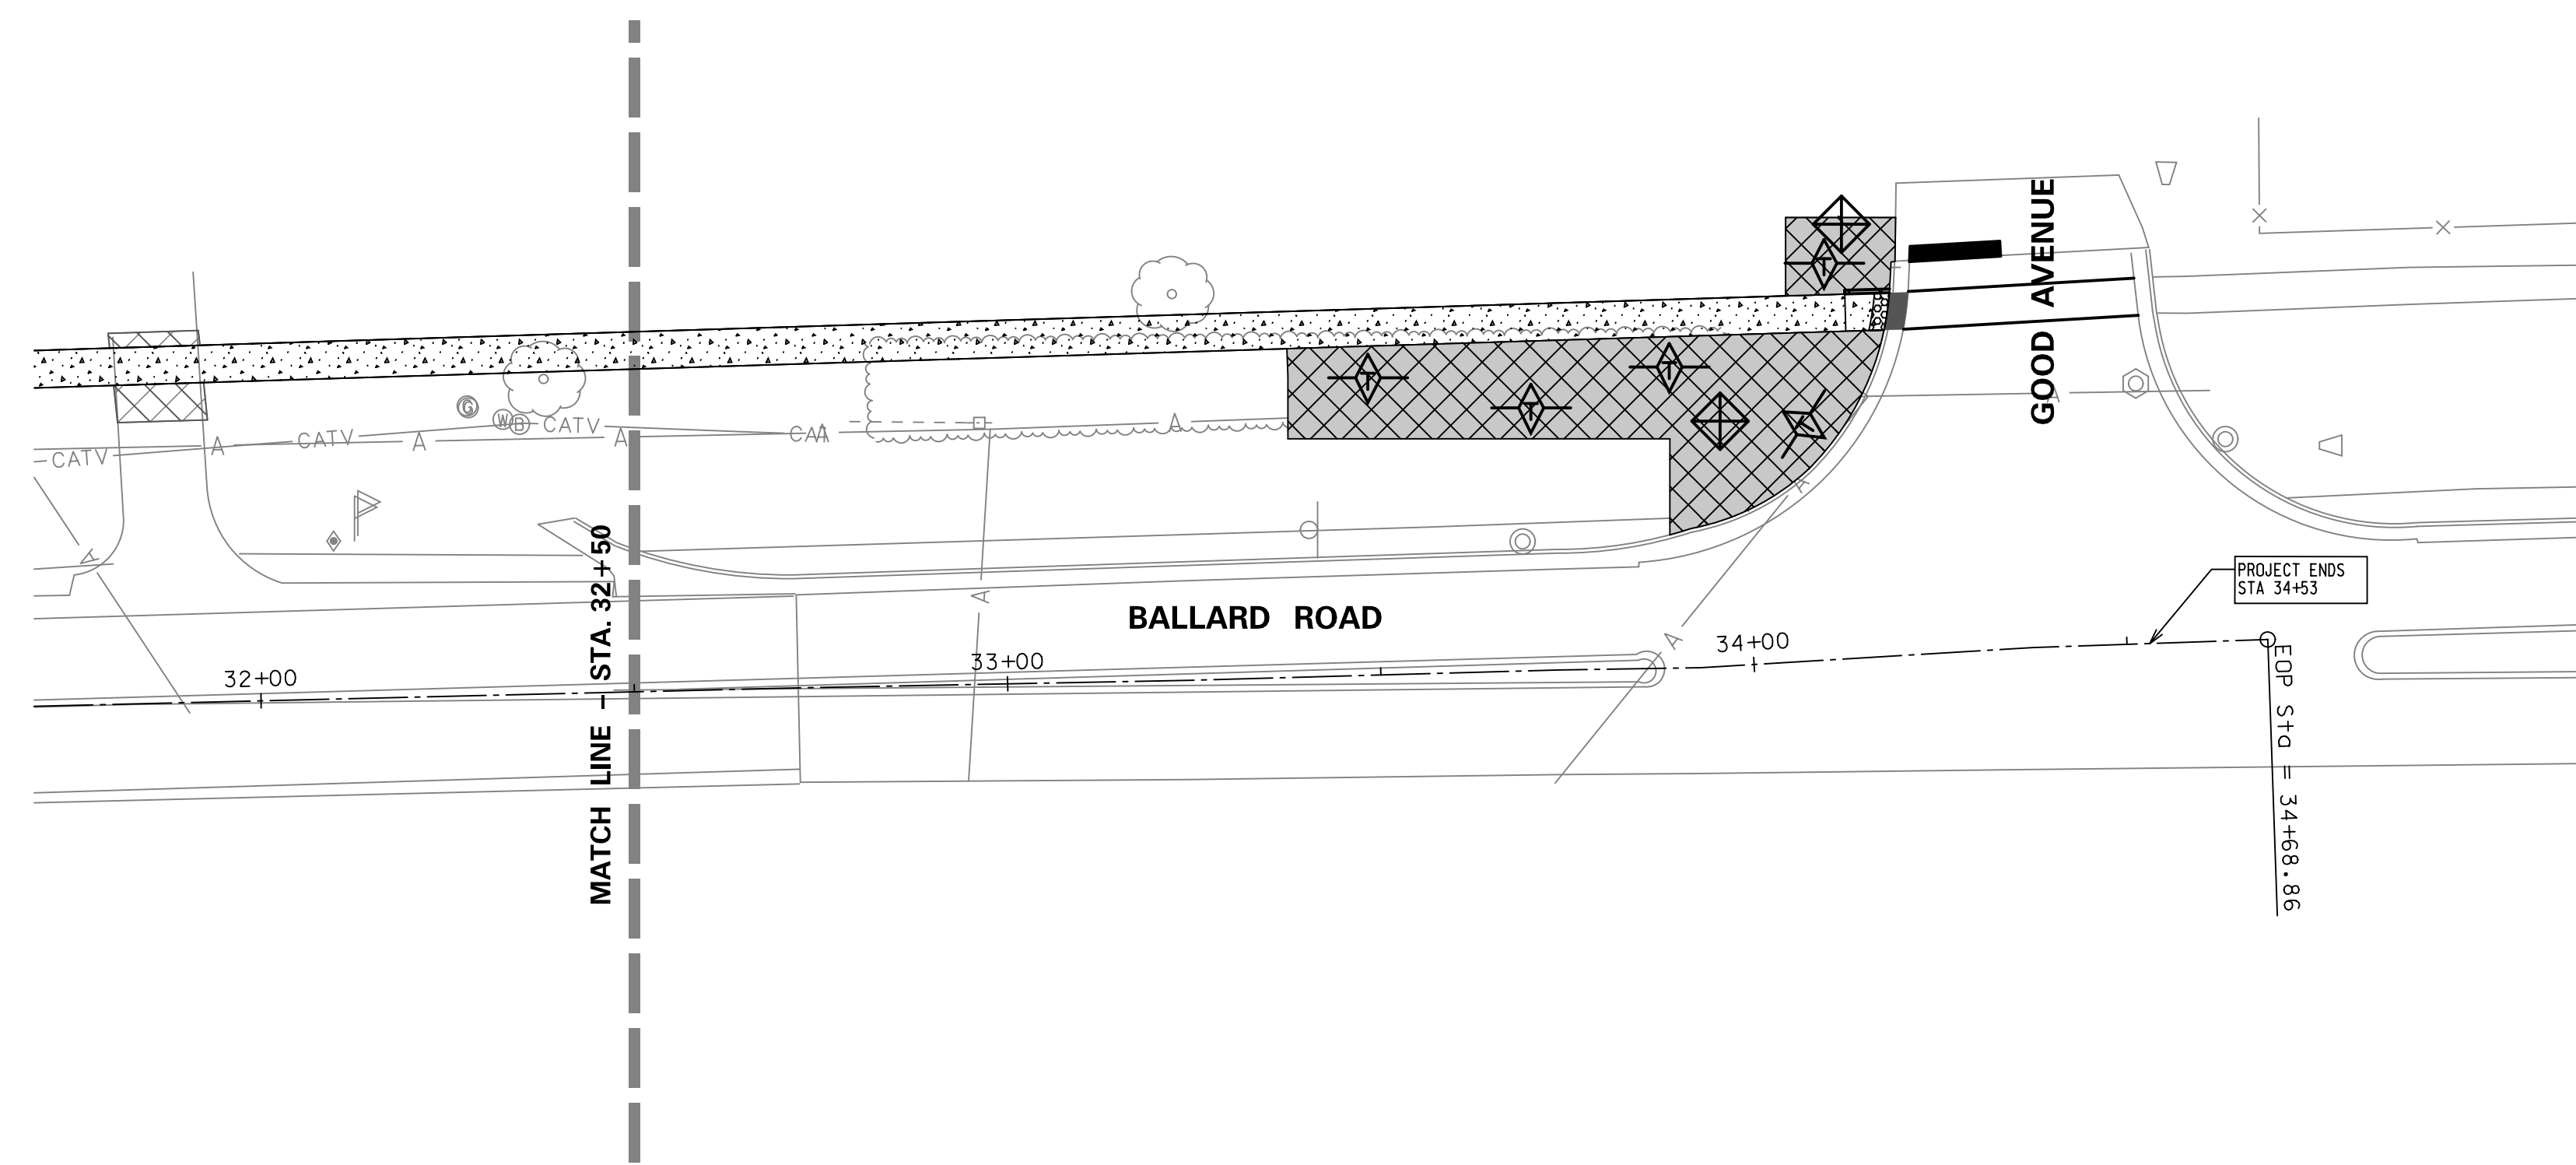 GOOD AVENUE
T
T
T
T
G
W
B
CATV
CATV
CATV
A
A
A
A
A
A
A
A
A
A
K
MATCH LINE - STA. 32+50
BALLARD ROAD
PROJECT ENDS
STA 34+53
32+00
33+00
34+00
EOP Sta = 34+68.86